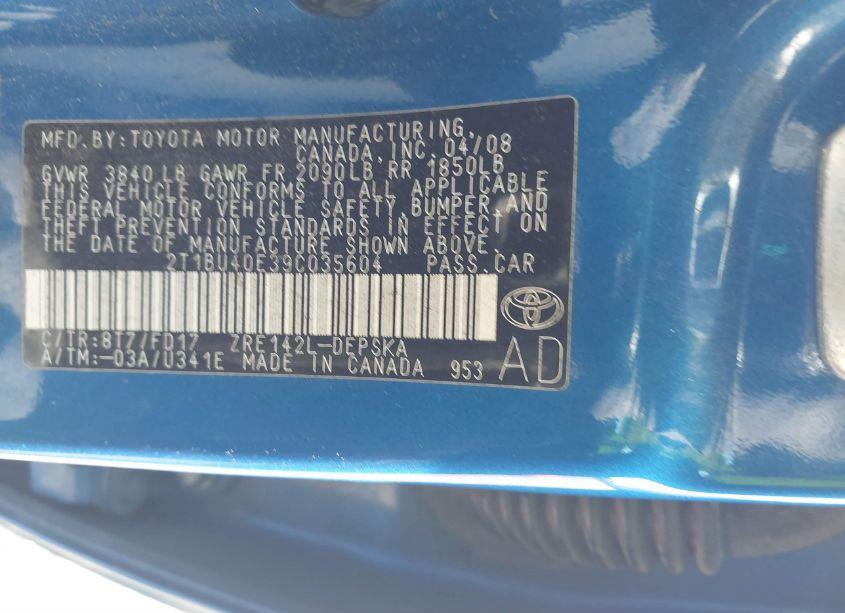 MFD. BY: TOYOTA MOTOR MANUFACTURING,
CANADA, INC. 04/08
GVWR 3840 LB GAWR FR 2090LB RR 1850LB
THIS VEHICLE CONFORMS TO ALL APPLICABLE
FEDERAL MOTOR VEHICLE SAFETY, BUMPER, AND
THEFT PREVENTION STANDARDS IN EFFECT ON
THE DATE OF MANUFACTURE SHOWN ABOVE.
2T1BU40E39C035604 PASS. CAR
C/TR: 8T7/FD17 ZRE142L-DEPSKA
A/TM: -03A/U341E MADE IN CANADA 953
AD